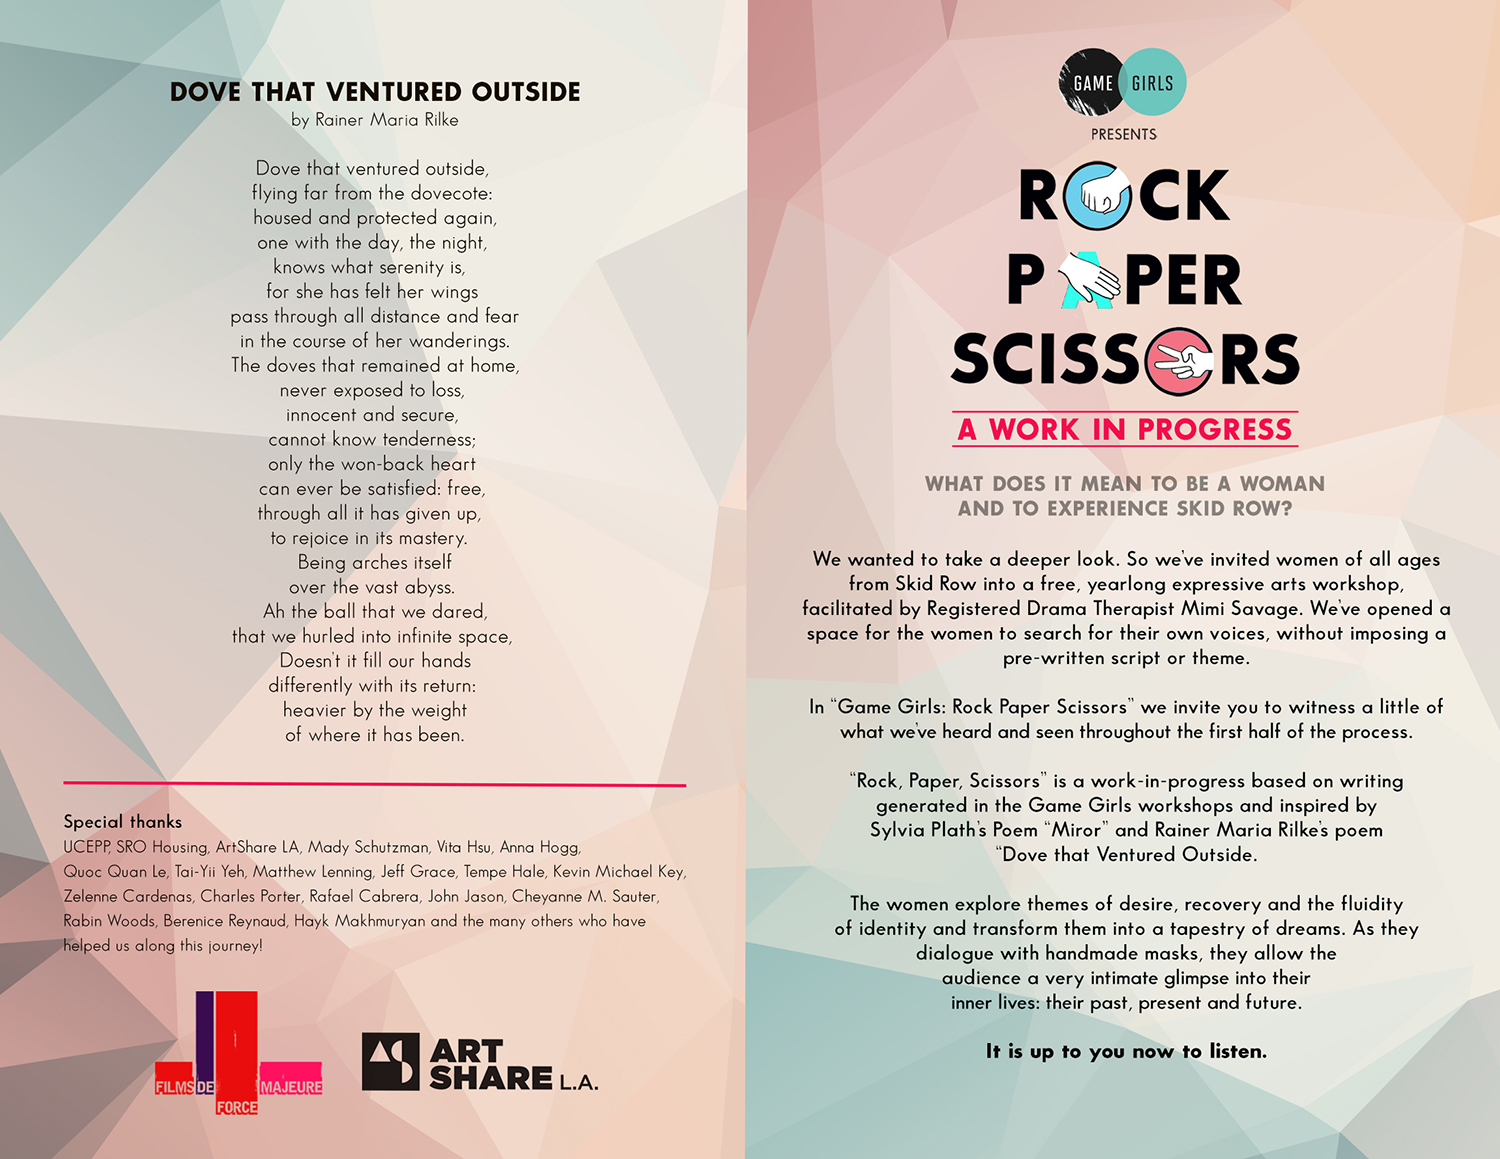 DOVE THAT VENTURED OUTSIDE
by Rainer Maria Rilke
Dove that ventured outside,
flying far from the dovecote:
housed and protected again,
one with the day, the night,
knows what serenity is,
for she has felt her wings
pass through all distance and fear
in the course of her wanderings.
The doves that remained at home,
never exposed to loss,
innocent and secure,
cannot know tenderness;
only the won-back heart
can ever be satisfied: free,
through all it has given up,
to rejoice in its mastery.
Being arches itself
over the vast abyss.
Ah the ball that we dared,
that we hurled into infinite space,
Doesn't it fill our hands
differently with its return:
heavier by the weight
of where it has been.
Special thanks
UCEPP, SRO Housing, ArtShare LA, Mady Schutzman, Vita Hsu, Anna Hogg,
Quoc Quan Le, Tai-Yii Yeh, Matthew Lenning, Jeff Grace, Tempe Hale, Kevin Michael Key,
Zelenne Cardenas, Charles Porter, Rafael Cabrera, John Jason, Cheyanne M. Sauter,
Rabin Woods, Berenice Reynaud, Hayk Makhmuryan and the many others who have
helped us along this journey!
FILMS DE FORCE MAJEURE
ART
SHARE L.A.
GAME GIRLS
PRESENTS
ROCK
PAPER
SCISSORS
A WORK IN PROGRESS
WHAT DOES IT MEAN TO BE A WOMAN
AND TO EXPERIENCE SKID ROW?
We wanted to take a deeper look. So we've invited women of all ages
from Skid Row into a free, yearlong expressive arts workshop,
facilitated by Registered Drama Therapist Mimi Savage. We've opened a
space for the women to search for their own voices, without imposing a
pre-written script or theme.
In “Game Girls: Rock Paper Scissors” we invite you to witness a little of
what we've heard and seen throughout the first half of the process.
“Rock, Paper, Scissors” is a work-in-progress based on writing
generated in the Game Girls workshops and inspired by
Sylvia Plath's Poem “Miror” and Rainer Maria Rilke's poem
“Dove that Ventured Outside.
The women explore themes of desire, recovery and the fluidity
of identity and transform them into a tapestry of dreams. As they
dialogue with handmade masks, they allow the
audience a very intimate glimpse into their
inner lives: their past, present and future.
It is up to you now to listen.